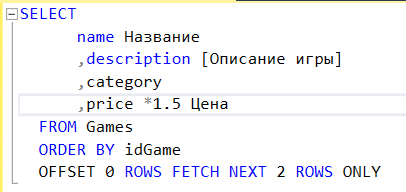 SELECT
name Название
,description [Описание игры]
,category
,price *1.5 Цена
FROM Games
ORDER BY idGame
OFFSET 0 ROWS FETCH NEXT 2 ROWS ONLY